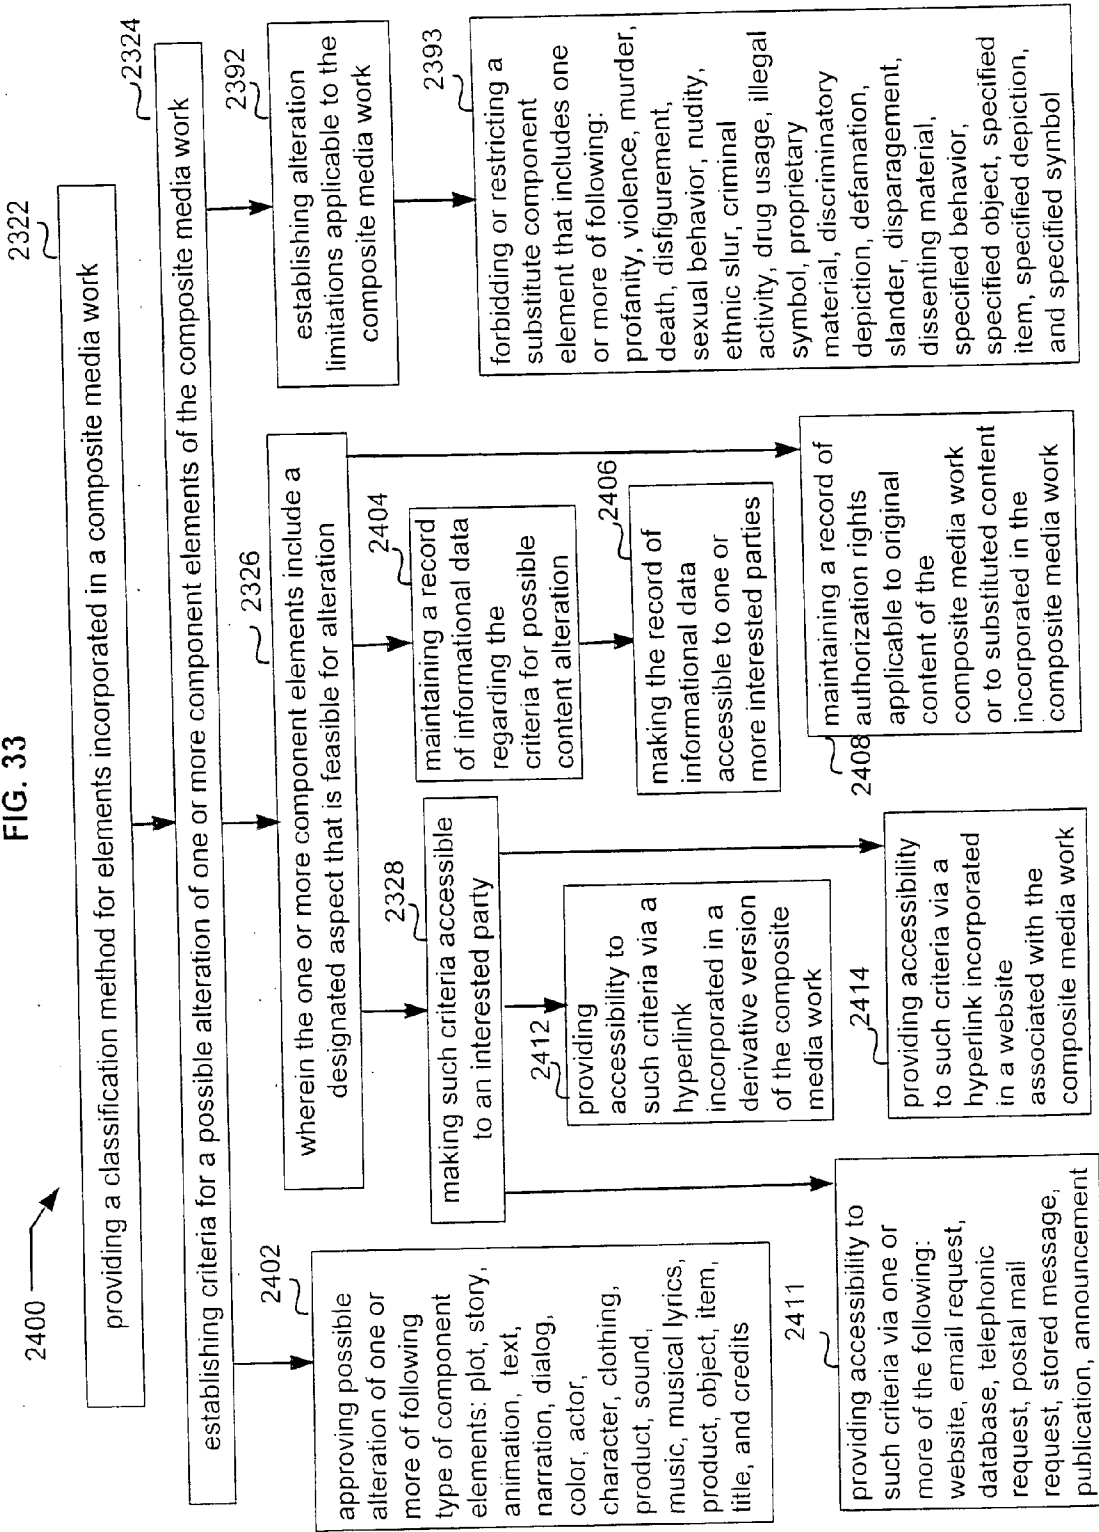 FIG. 33
2400
2322
providing a classification method for elements incorporated in a composite media work
2324
establishing criteria for a possible alteration of one or more component elements of the composite media work
2402
approving possible
alteration of one or
more of following
type of component
elements: plot, story,
animation, text,
narration, dialog,
color, actor,
character, clothing,
product, sound,
music, musical lyrics,
product, object, item,
title, and credits
2326
wherein the one or more component elements include a
designated aspect that is feasible for alteration
2392
establishing alteration
limitations applicable to the
composite media work
2328
making such criteria accessible
to an interested party
2404
maintaining a record
of informational data
regarding the
criteria for possible
content alteration
2393
forbidding or restricting a
substitute component
element that includes one
or more of following:
profanity, violence, murder,
death, disfigurement,
sexual behavior, nudity,
ethnic slur, criminal
activity, drug usage, illegal
symbol, proprietary
material, discriminatory
depiction, defamation,
slander, disparagement,
dissenting material,
specified behavior,
specified object, specified
item, specified depiction,
and specified symbol
2412
providing
accessibility to
such criteria via a
hyperlink
incorporated in a
derivative version
of the composite
media work
2406
making the record of
informational data
accessible to one or
more interested parties
2411
providing accessibility to
such criteria via one or
more of the following:
website, email request,
database, telephonic
request, postal mail
request, stored message,
publication, announcement
2414
providing accessibility
to such criteria via a
hyperlink incorporated
in a website
associated with the
composite media work
2408
maintaining a record of
authorization rights
applicable to original
content of the
composite media work
or to substituted content
incorporated in the
composite media work